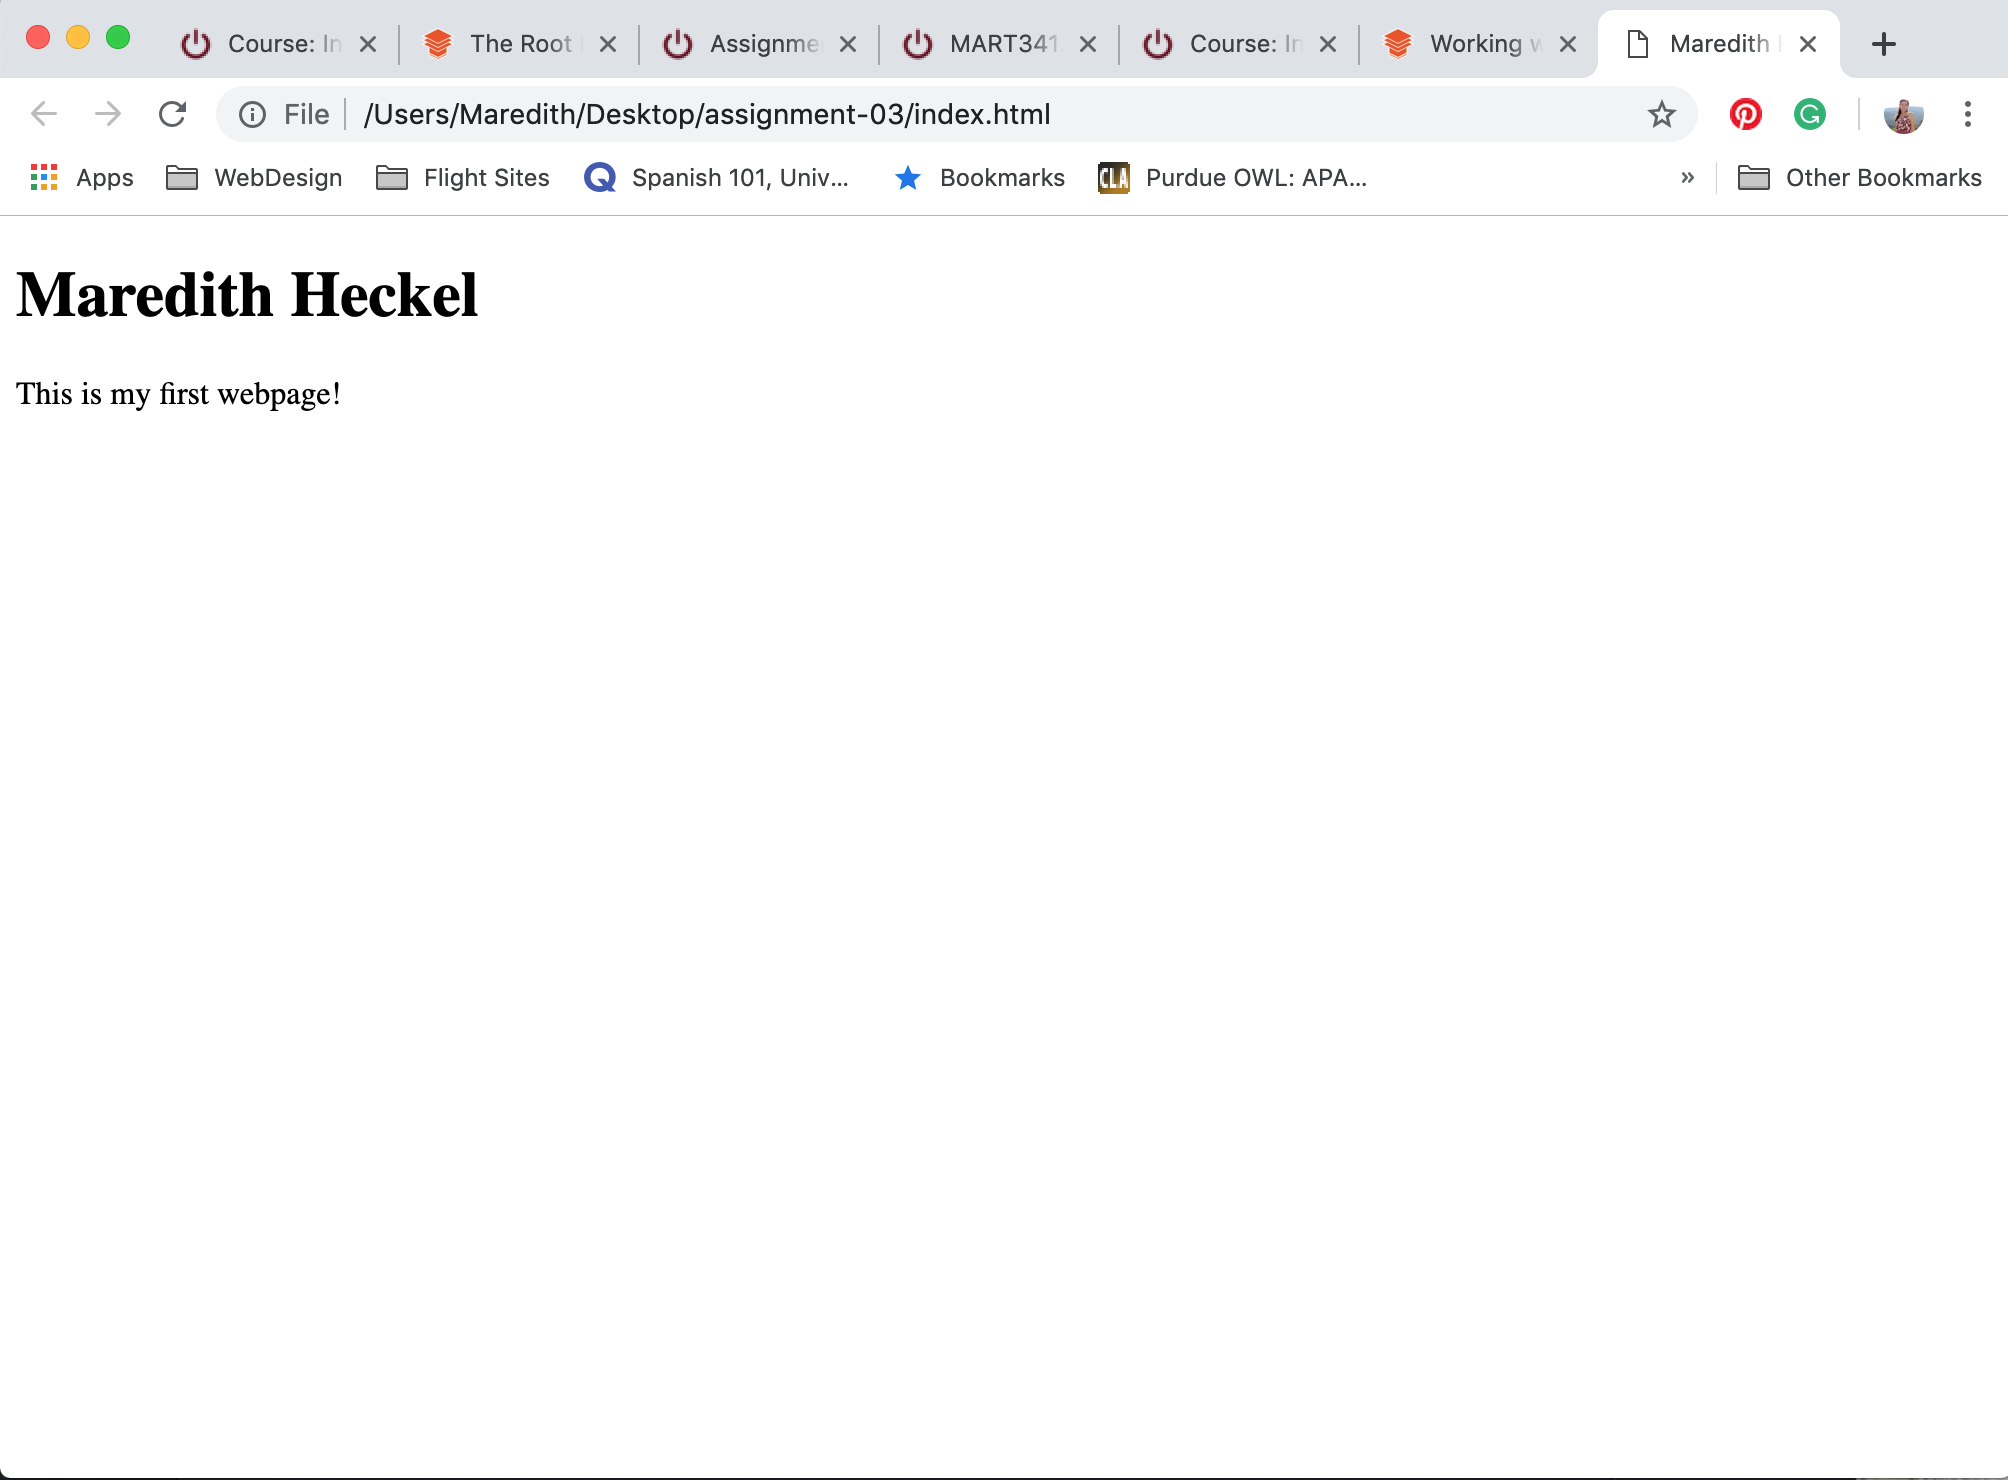 Course: In
The Root
Assignme
MART341
Course: In
Working w
Maredith
File
/Users/Maredith/Desktop/assignment-03/index.html
Apps
WebDesign
Flight Sites
Spanish 101, Univ...
Bookmarks
CLA
Purdue OWL: APA...
»
Other Bookmarks
Maredith Heckel
This is my first webpage!